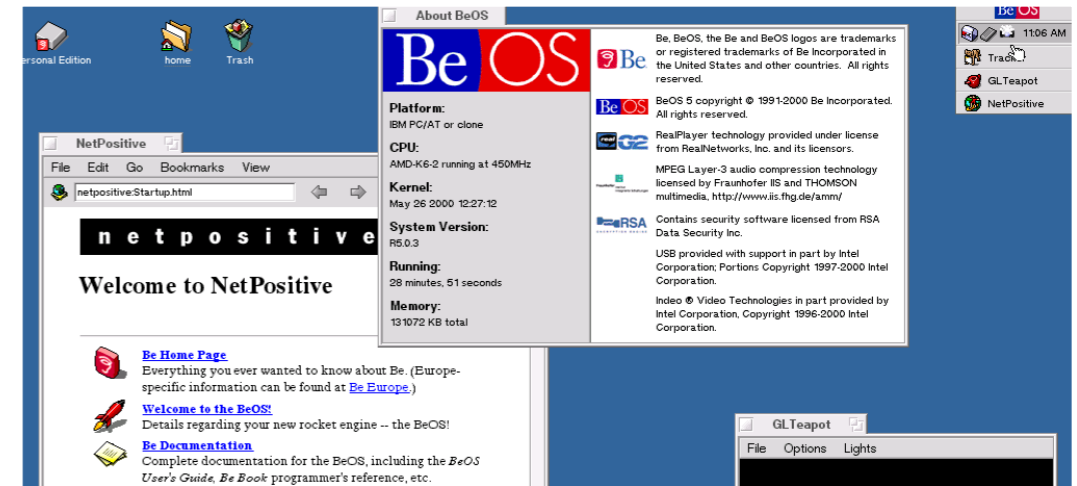 About BeOS
Be OS
11:06 AM
ersonal Edition
home
Trash
GLTeapot
NetPositive
Be OS
Platform:
IBM PC/AT or clone
CPU:
AMD-K6-2 running at 450MHz
Kernel:
May 26 2000 12:27:12
System Version:
R5.0.3
Running:
28 minutes, 51 seconds
Memory:
131072 KB total
Be
Be, BeOS, the Be and BeOS logos are trademarks
or registered trademarks of Be Incorporated in
the United States and other countries. All rights
reserved.
Be OS
BeOS 5 copyright © 1991-2000 Be Incorporated.
All rights reserved.
real G2
RealPlayer technology provided under license
from RealNetworks, Inc. and its licensors.
MPEG Layer-3 audio compression technology
licensed by Fraunhofer IIS and THOMSON
multimedia, http://www.iis.fhg.de/amm/
RSA
Contains security software licensed from RSA
Data Security Inc.
USB provided with support in part by Intel
Corporation; Portions Copyright 1997-2000 Intel
Corporation.
Indeo ® Video Technologies in part provided by
Intel Corporation, Copyright 1996-2000 Intel
Corporation.
NetPositive
File Edit Go Bookmarks View
netpositive:Startup.html
netpositive
Welcome to NetPositive
Be Home Page
Everything you ever wanted to know about Be. (Europe-
specific information can be found at Be Europe.)
Welcome to the BeOS!
Details regarding your new rocket engine -- the BeOS!
Be Documentation
Complete documentation for the BeOS, including the BeOS
User's Guide, Be Book programmer's reference, etc.
GLTeapot
File Options Lights